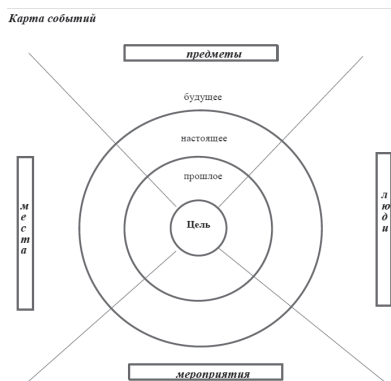 Карта событий
предметы
будущее
настоящее
прошлое
Цель
места
люди
мероприятия